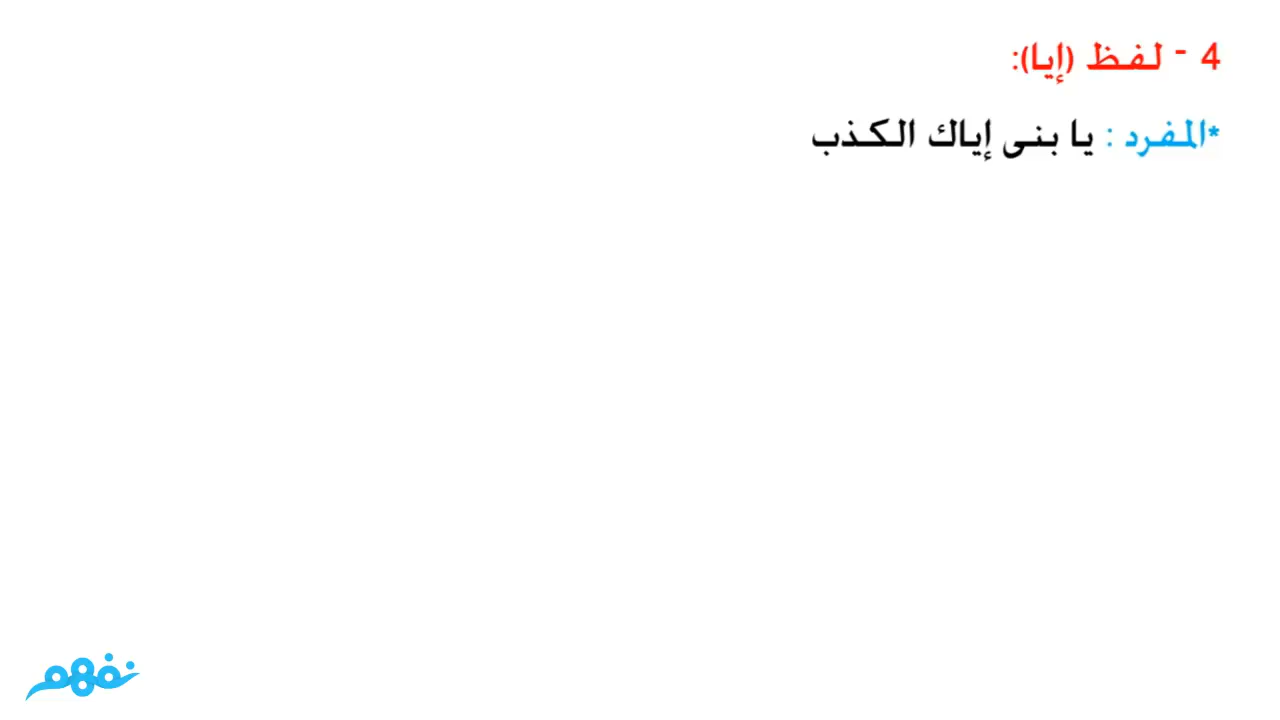 4 - لفظ (إيا):
*المفرد : يا بنى إياك الكذب
نفهم